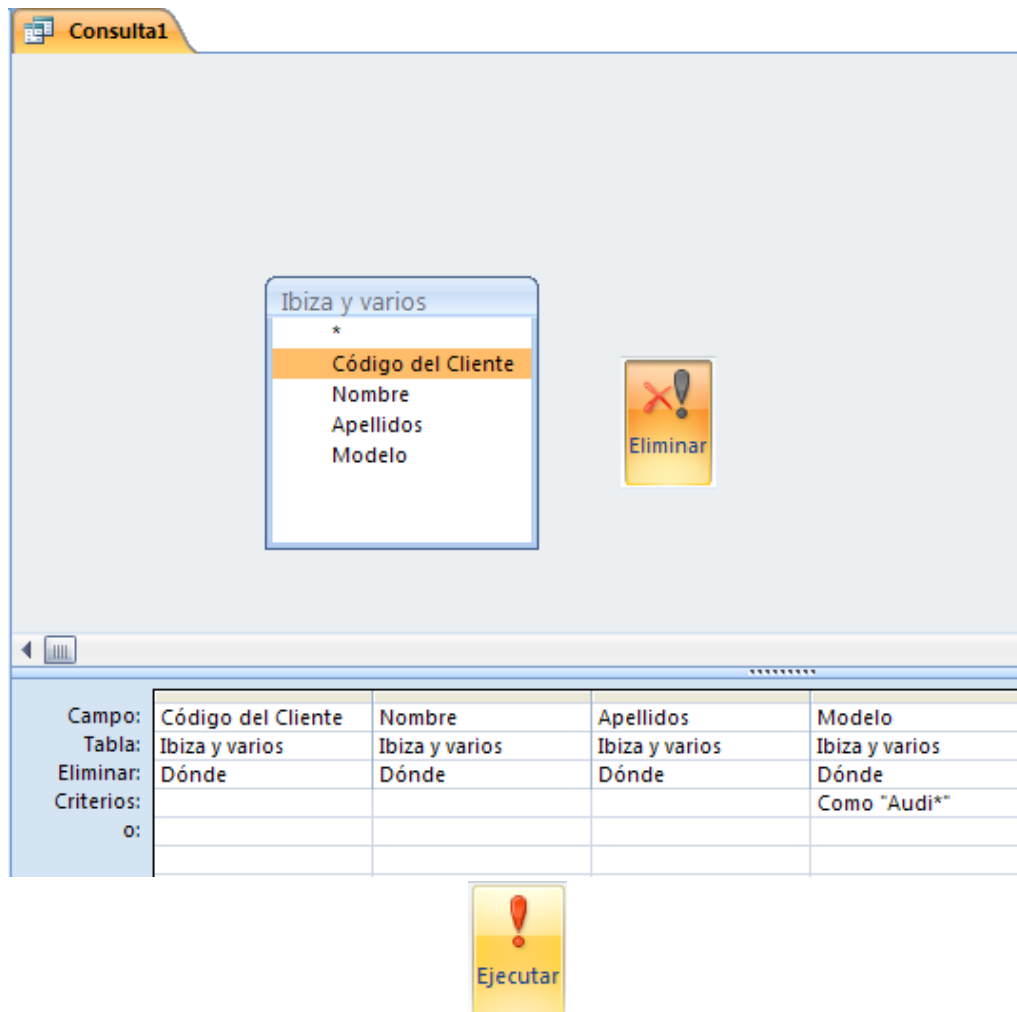 Consulta1
Ibiza y varios
*
Código del Cliente
Nombre
Apellidos
Modelo
Eliminar
Campo: Código del Cliente Nombre Apellidos Modelo
Tabla: Ibiza y varios Ibiza y varios Ibiza y varios Ibiza y varios
Eliminar: Dónde Dónde Dónde Dónde
Criterios: Como "Audi*"
o:
Ejecutar